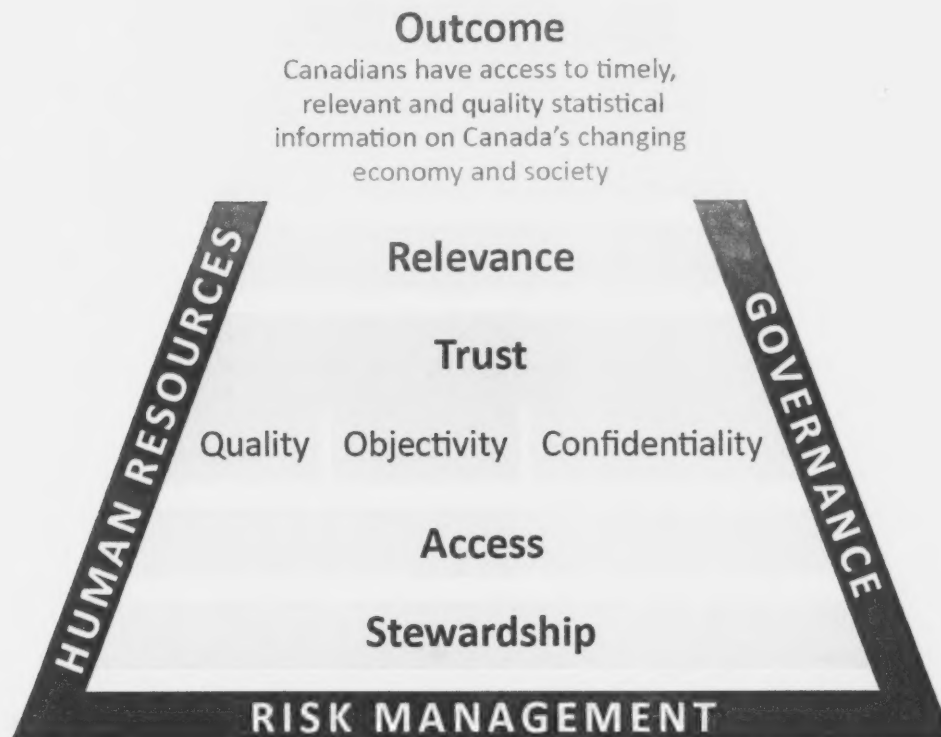 Outcome
Canadians have access to timely,
relevant and quality statistical
information on Canada's changing
economy and society
Relevance
Trust
Quality Objectivity Confidentiality
Access
Stewardship
HUMAN RESOURCES
GOVERNANCE
RISK MANAGEMENT